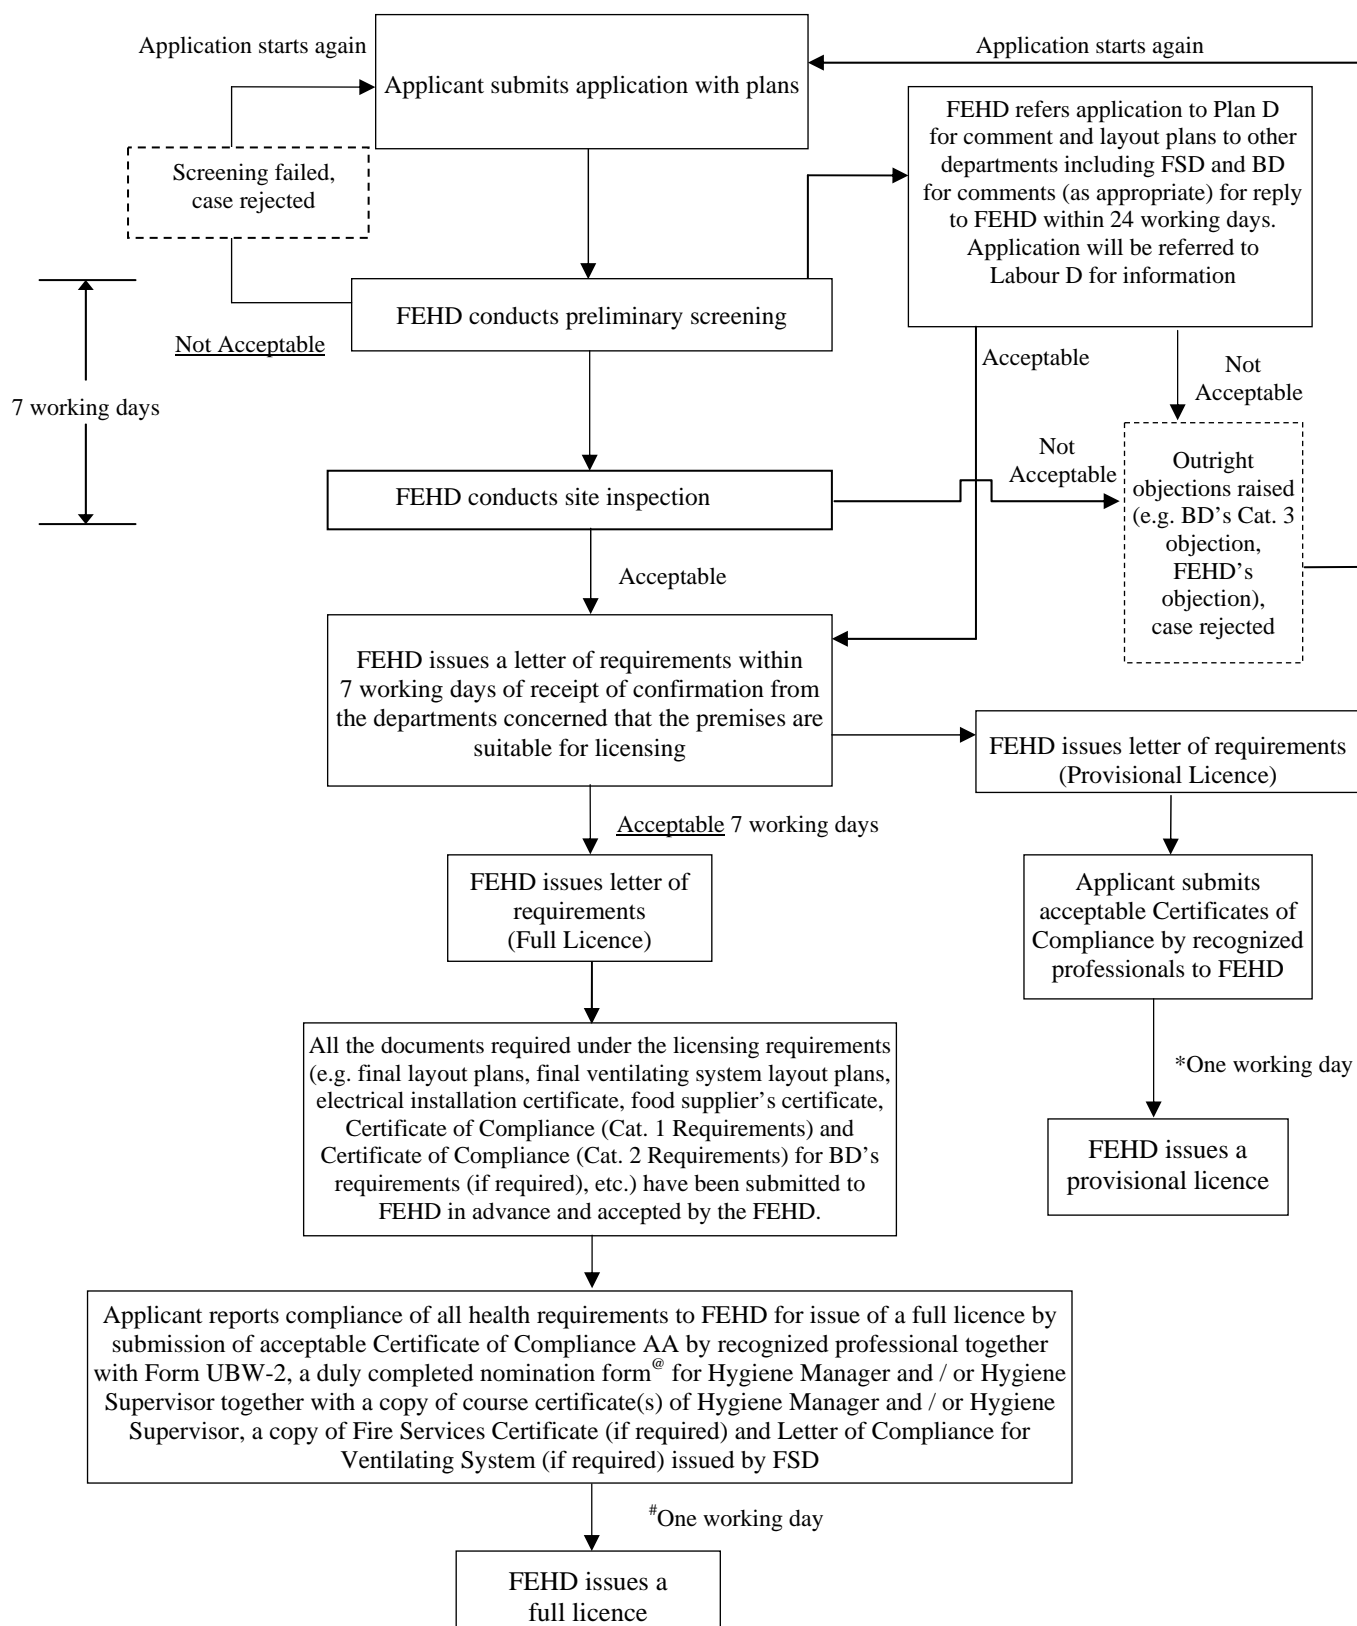 Application starts again
Application starts again
Applicant submits application with plans
FEHD refers application to Plan D
for comment and layout plans to other
departments including FSD and BD
for comments (as appropriate) for reply
to FEHD within 24 working days.
Application will be referred to
Labour D for information
Screening failed,
case rejected
FEHD conducts preliminary screening
Not Acceptable
Acceptable
Not
Acceptable
7 working days
Not
Acceptable
FEHD conducts site inspection
Outright
objections raised
(e.g. BD’s Cat. 3
objection,
FEHD’s
objection),
case rejected
Acceptable
FEHD issues a letter of requirements within
7 working days of receipt of confirmation from
the departments concerned that the premises are
suitable for licensing
FEHD issues letter of requirements
(Provisional Licence)
Acceptable 7 working days
FEHD issues letter of
requirements
(Full Licence)
Applicant submits
acceptable Certificates of
Compliance by recognized
professionals to FEHD
All the documents required under the licensing requirements
(e.g. final layout plans, final ventilating system layout plans,
electrical installation certificate, food supplier’s certificate,
Certificate of Compliance (Cat. 1 Requirements) and
Certificate of Compliance (Cat. 2 Requirements) for BD’s
requirements (if required), etc.) have been submitted to
FEHD in advance and accepted by the FEHD.
*One working day
FEHD issues a
provisional licence
Applicant reports compliance of all health requirements to FEHD for issue of a full licence by
submission of acceptable Certificate of Compliance AA by recognized professional together
with Form UBW-2, a duly completed nomination form@ for Hygiene Manager and / or Hygiene
Supervisor together with a copy of course certificate(s) of Hygiene Manager and / or Hygiene
Supervisor, a copy of Fire Services Certificate (if required) and Letter of Compliance for
Ventilating System (if required) issued by FSD
#One working day
FEHD issues a
full licence